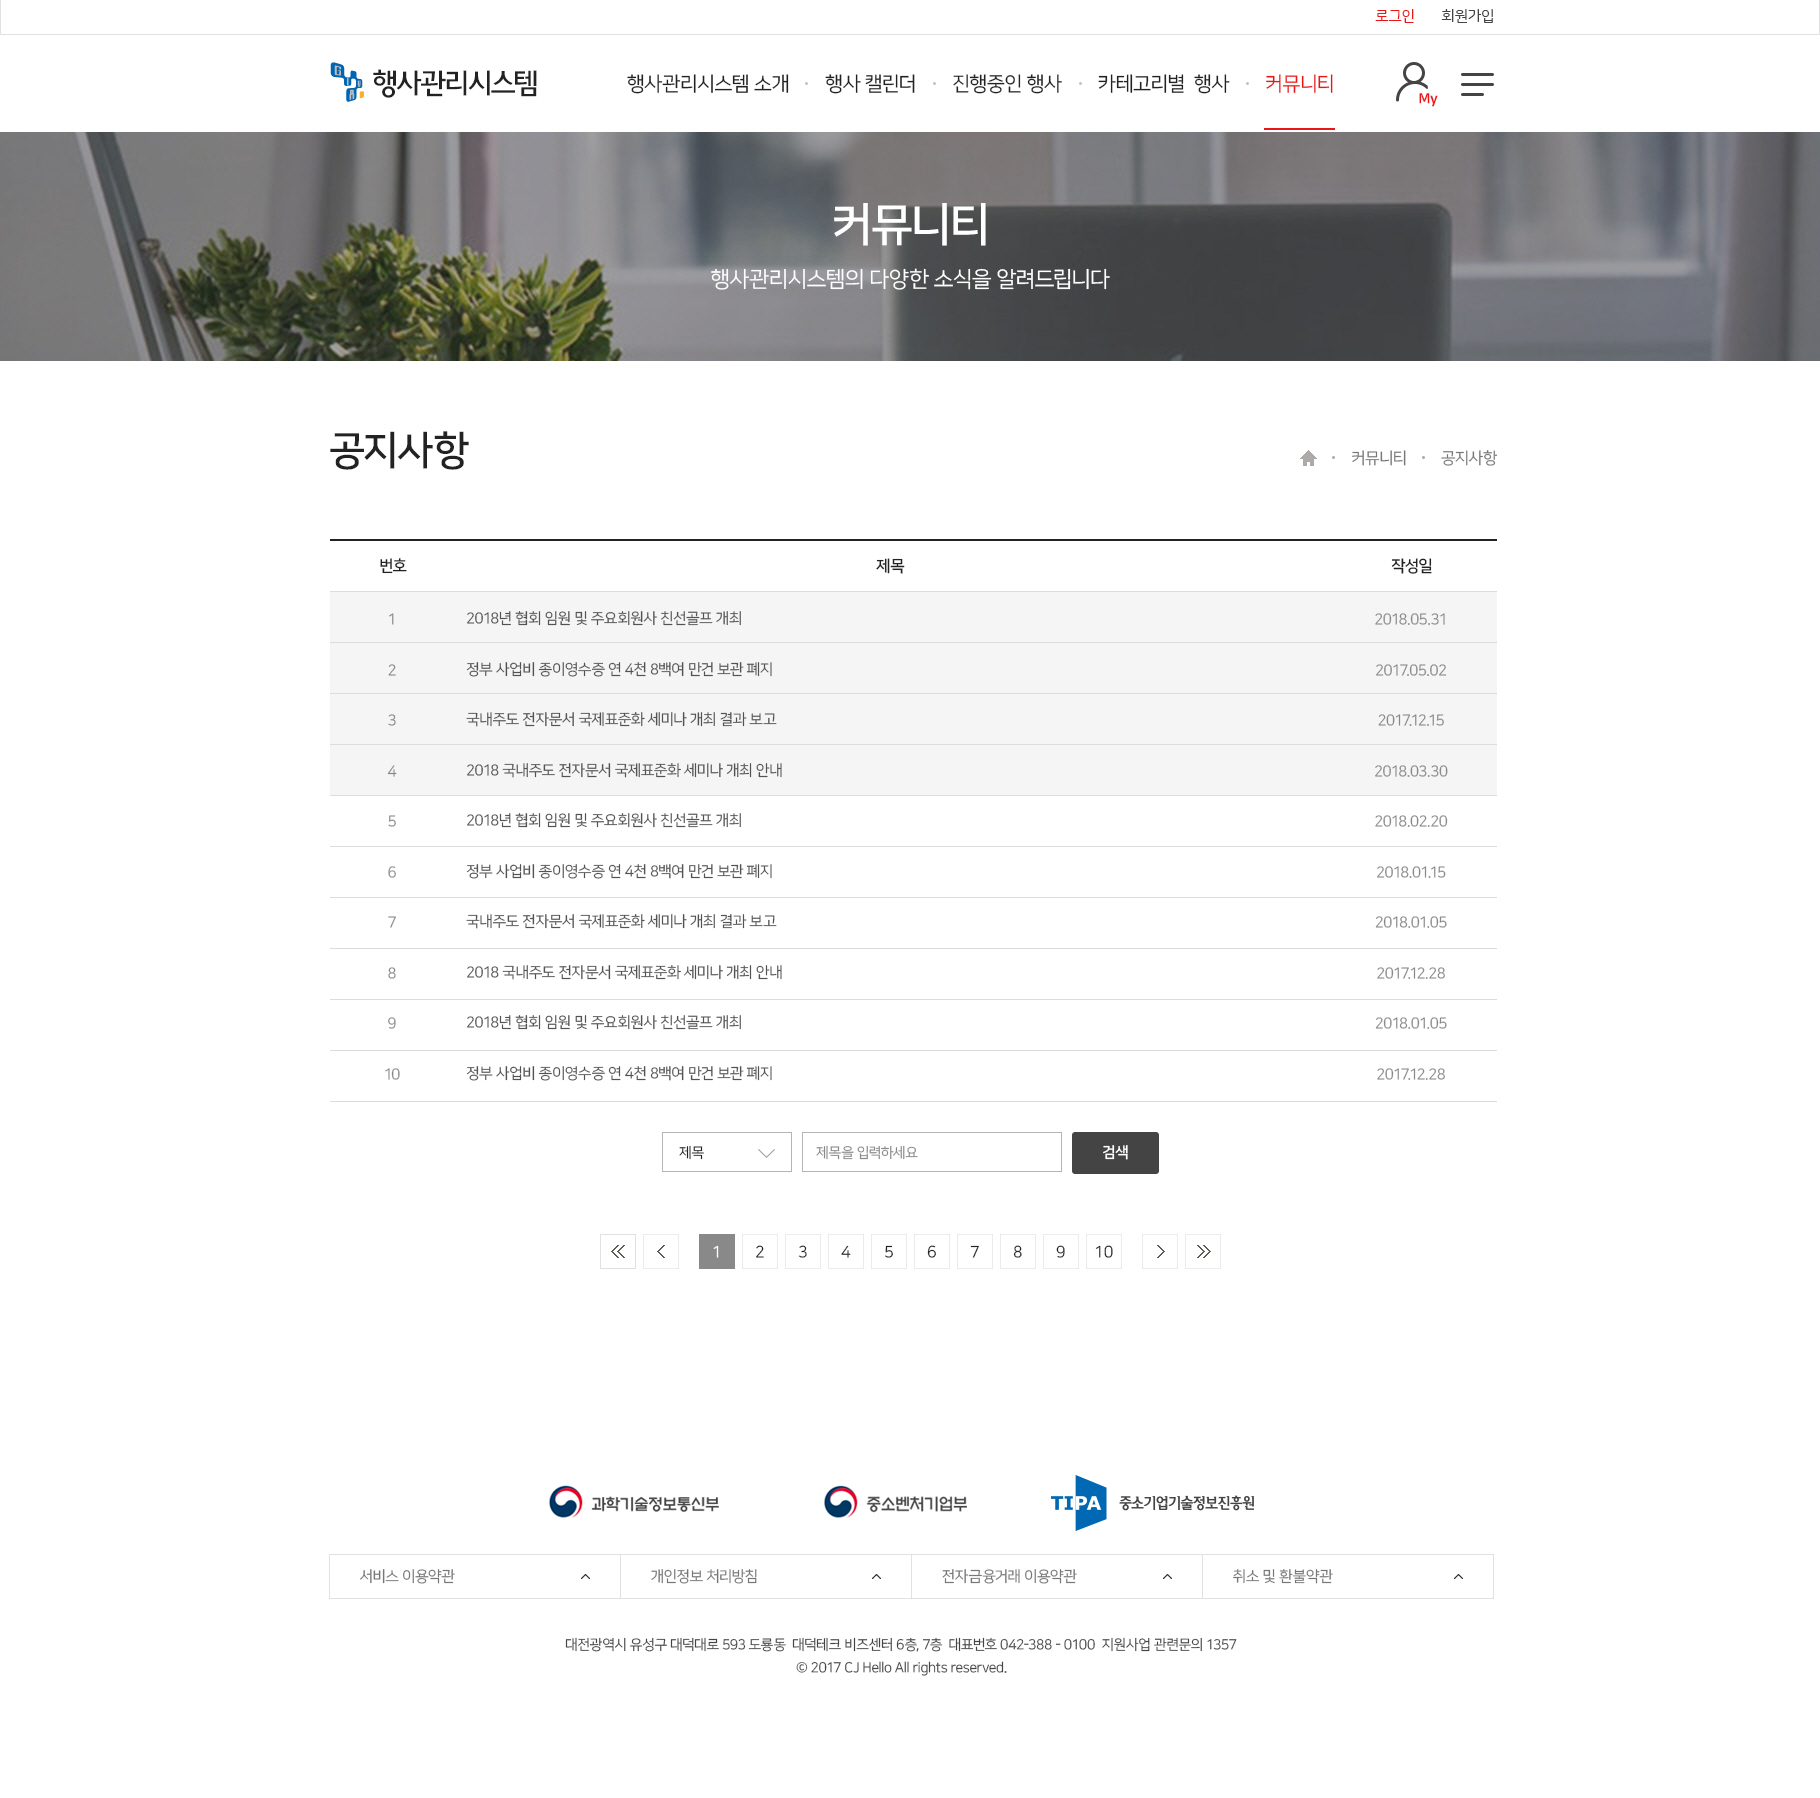 로그인 회원가입
행사관리시스템 행사관리시스템 소개 행사 캘린더 진행중인 행사 카테고리별 행사 커뮤니티 My
커뮤니티
행사관리시스템의 다양한 소식을 알려드립니다
공지사항
커뮤니티 공지사항
번호 제목 작성일
1 2018년 협회 임원 및 주요회원사 친선골프 개최 2018.05.31
2 정부 사업비 종이영수증 연 4천 8백여 만건 보관 폐지 2017.05.02
3 국내주도 전자문서 국제표준화 세미나 개최 결과 보고 2017.12.15
4 2018 국내주도 전자문서 국제표준화 세미나 개최 안내 2018.03.30
5 2018년 협회 임원 및 주요회원사 친선골프 개최 2018.02.20
6 정부 사업비 종이영수증 연 4천 8백여 만건 보관 폐지 2018.01.15
7 국내주도 전자문서 국제표준화 세미나 개최 결과 보고 2018.01.05
8 2018 국내주도 전자문서 국제표준화 세미나 개최 안내 2017.12.28
9 2018년 협회 임원 및 주요회원사 친선골프 개최 2018.01.05
10 정부 사업비 종이영수증 연 4천 8백여 만건 보관 폐지 2017.12.28
제목 제목을 입력하세요 검색
1 2 3 4 5 6 7 8 9 10
과학기술정보통신부 중소벤처기업부 TIPA 중소기업기술정보진흥원
서비스 이용약관 개인정보 처리방침 전자금융거래 이용약관 취소 및 환불약관
대전광역시 유성구 대덕대로 593 도룡동 대덕테크 비즈센터 6층, 7층 대표번호 042-388 - 0100 지원사업 관련문의 1357
© 2017 CJ Hello All rights reserved.